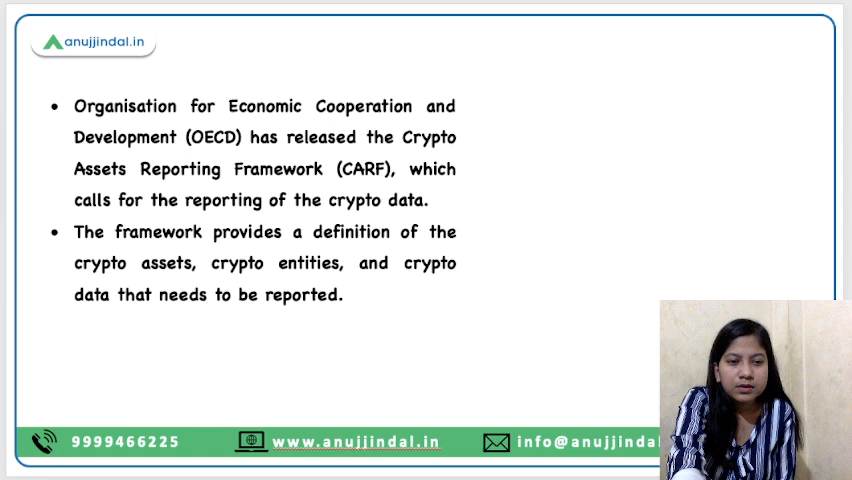 anujjindal.in
• Organisation for Economic Cooperation and
Development (OECD) has released the Crypto
Assets Reporting Framework (CARF), which
calls for the reporting of the crypto data.
• The framework provides a definition of the
crypto assets, crypto entities, and crypto
data that needs to be reported.
9999466225 www.anujjindal.in info@anujjindal